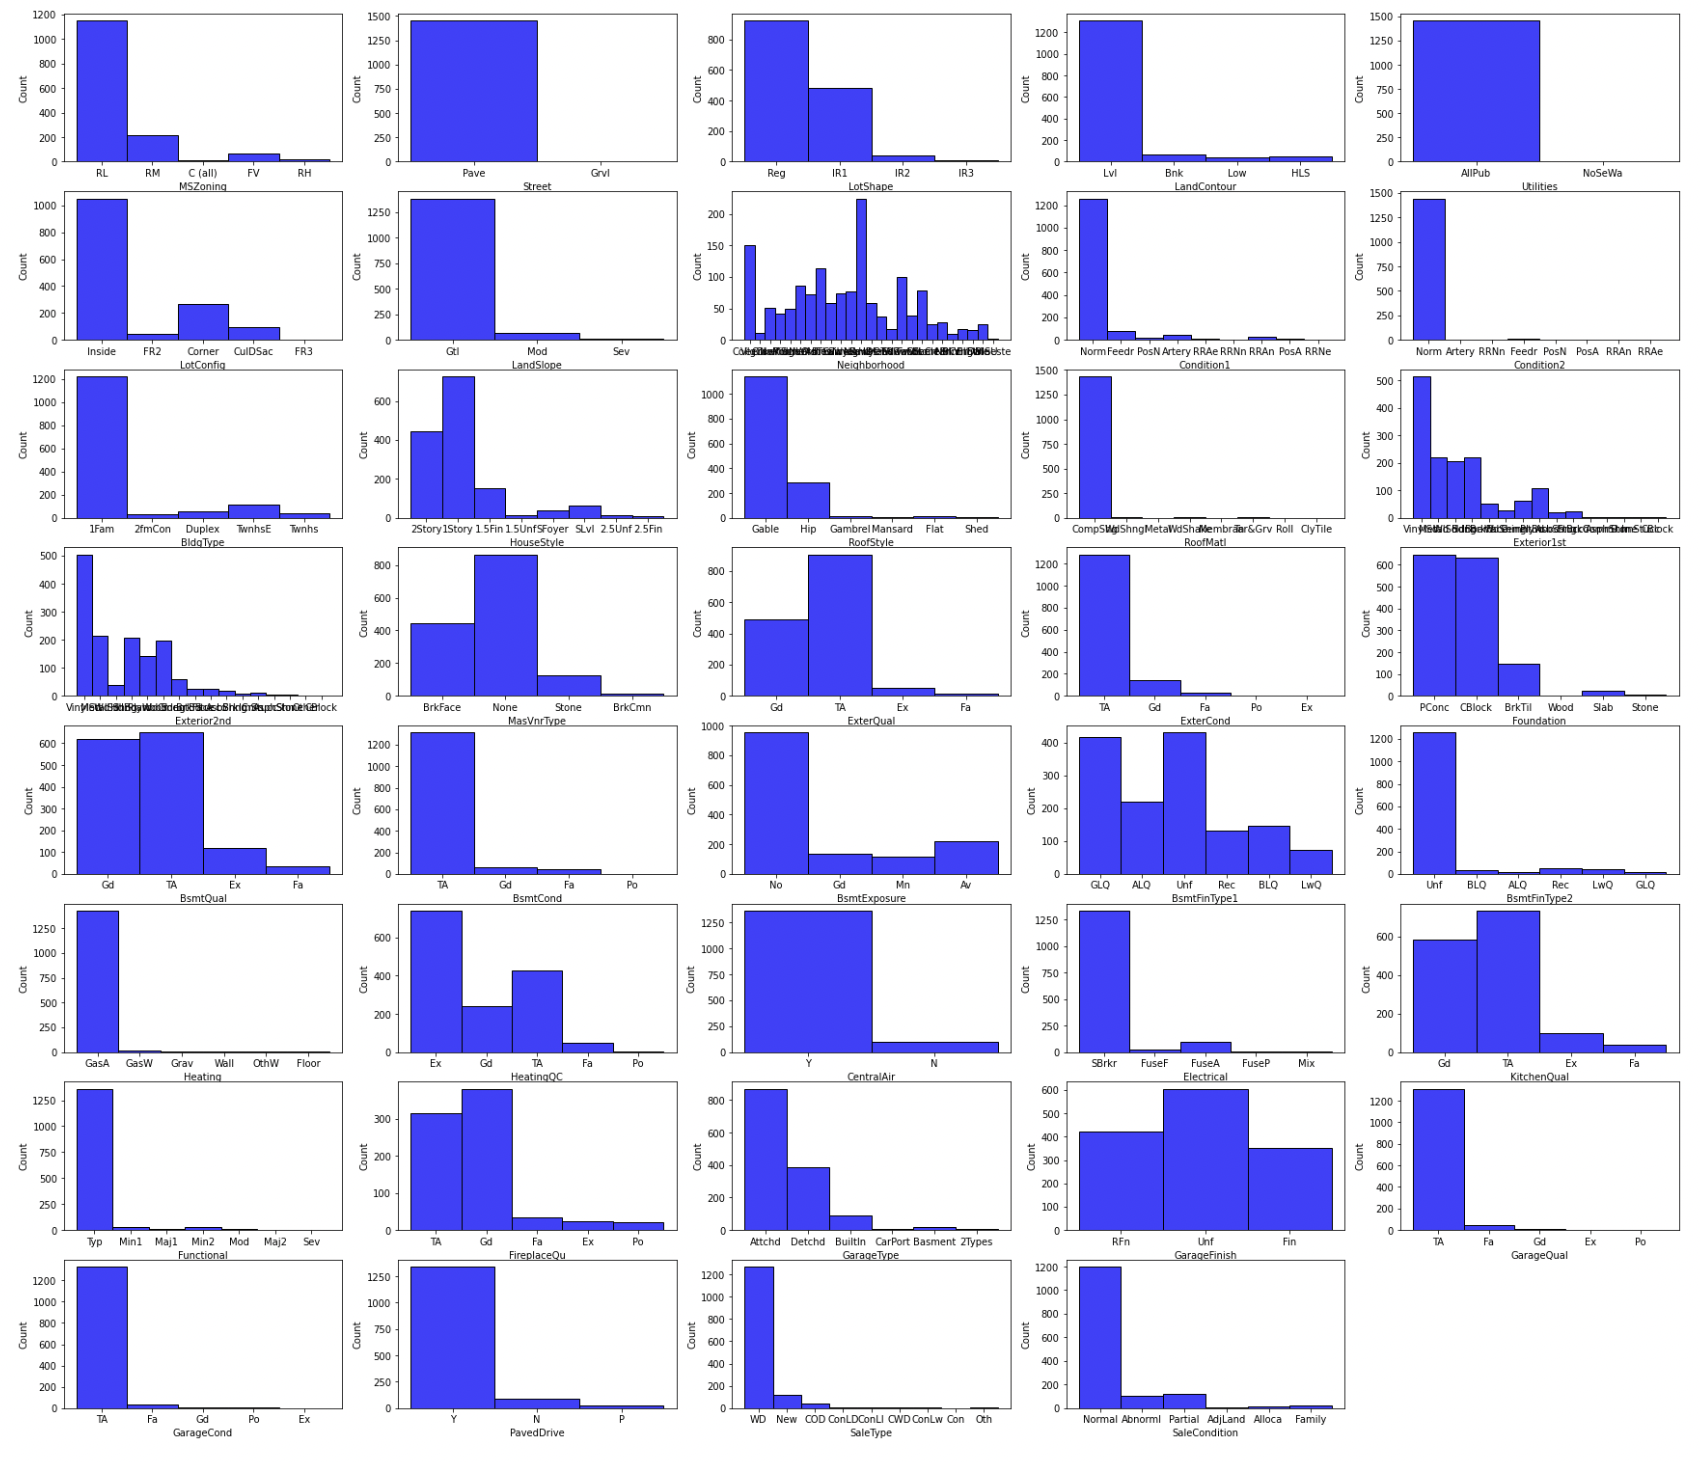 1200
1000
800
600
400
200
0
Count
RL RM C (all) FV RH
MSZoning
1500
1250
1000
750
500
250
0
Count
Pave Grvl
Street
800
600
400
200
0
Count
Reg IR1 IR2 IR3
LotShape
1200
1000
800
600
400
200
0
Count
Lvl Bnk Low HLS
LandContour
1500
1250
1000
750
500
250
0
Count
AllPub NoSeWa
Utilities
1000
800
600
400
200
0
Count
Inside FR2 Corner CulDSac FR3
LotConfig
1500
1375
1250
1000
750
500
250
0
Count
Gtl Mod Sev
LandSlope
200
150
100
50
0
Count
Neighborhood
1200
1000
800
600
400
200
0
Count
Norm Feedr PosN Artery RRAe RRNn RRAn PosA RRNe
Condition1
1500
1250
1000
750
500
250
0
Count
Norm Artery RRNn Feedr PosN PosA RRAn RRAe
Condition2
1200
1000
800
600
400
200
0
Count
1Fam 2fmCon Duplex TwnhsE Twnhs
BldgType
600
400
200
0
Count
2Story 1Story 1.5Fin 1.5Unf SFoyer SLvl 2.5Unf 2.5Fin
HouseStyle
1000
800
600
400
200
0
Count
Gable Hip Gambrel Mansard Flat Shed
RoofStyle
1500
1250
1000
750
500
250
0
Count
Metal Tar&Grv Roll ClyTile
RoofMatl
500
400
300
200
100
0
Count
Exterior1st
500
400
300
200
100
0
Count
Exterior2nd
800
600
400
200
0
Count
BrkFace None Stone BrkCmn
MasVnrType
800
600
400
200
0
Count
Gd TA Ex Fa
ExterQual
1200
1000
800
600
400
200
0
Count
TA Gd Fa Po Ex
ExterCond
600
500
400
300
200
100
0
Count
PConc CBlock BrkTil Wood Slab Stone
Foundation
600
500
400
300
200
100
0
Count
Gd TA Ex Fa
BsmtQual
1200
1000
800
600
400
200
0
Count
TA Gd Fa Po
BsmtCond
1000
800
600
400
200
0
Count
No Gd Mn Av
BsmtExposure
400
300
200
100
0
Count
GLQ ALQ Unf Rec BLQ LwQ
BsmtFinType1
1200
1000
800
600
400
200
0
Count
Unf BLQ ALQ Rec LwQ GLQ
BsmtFinType2
1250
1000
750
500
250
0
Count
GasA GasW Grav Wall OthW Floor
Heating
600
400
200
0
Count
Ex Gd TA Fa Po
HeatingQC
1250
1000
750
500
250
0
Count
Y N
CentralAir
1250
1000
750
500
250
0
Count
SBrkr FuseF FuseA FuseP Mix
Electrical
600
400
200
0
Count
Gd TA Ex Fa
KitchenQual
1250
1000
750
500
250
0
Count
Typ Min1 Maj1 Min2 Mod Maj2 Sev
Functional
300
200
100
0
Count
TA Gd Fa Ex Po
FireplaceQu
800
600
400
200
0
Count
Attchd Detchd BuiltIn CarPort Basment 2Types
GarageType
600
500
400
300
200
100
0
Count
RFn Unf Fin
GarageFinish
1200
1000
800
600
400
200
0
Count
TA Fa Gd Ex Po
GarageQual
1200
1000
800
600
400
200
0
Count
TA Fa Gd Po Ex
GarageCond
1250
1000
750
500
250
0
Count
Y N P
PavedDrive
1200
1000
800
600
400
200
0
Count
WD New COD ConLD ConLI CWD ConLw Con Oth
SaleType
1200
1000
800
600
400
200
0
Count
Normal Abnorml Partial AdjLand Alloca Family
SaleCondition